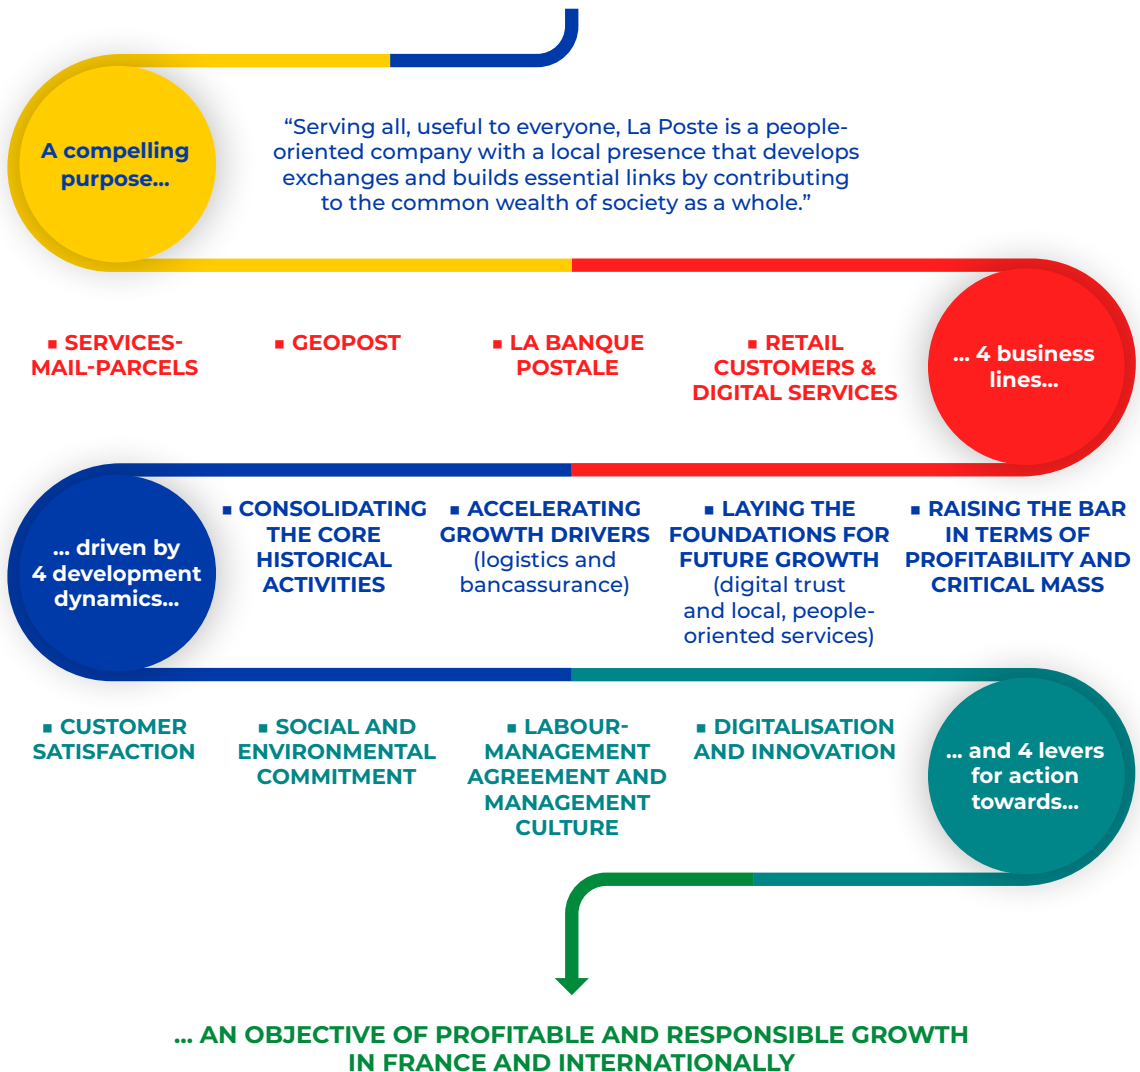 A compelling
purpose...
“Serving all, useful to everyone, La Poste is a people-
oriented company with a local presence that develops
exchanges and builds essential links by contributing
to the common wealth of society as a whole.”
▪ SERVICES-
MAIL-PARCELS
▪ GEOPOST
▪ LA BANQUE
POSTALE
▪ RETAIL
CUSTOMERS &
DIGITAL SERVICES
... 4 business
lines...
... driven by
4 development
dynamics...
▪ CONSOLIDATING
THE CORE
HISTORICAL
ACTIVITIES
▪ ACCELERATING
GROWTH DRIVERS
(logistics and
bancassurance)
▪ LAYING THE
FOUNDATIONS FOR
FUTURE GROWTH
(digital trust
and local, people-
oriented services)
▪ RAISING THE BAR
IN TERMS OF
PROFITABILITY AND
CRITICAL MASS
▪ CUSTOMER
SATISFACTION
▪ SOCIAL AND
ENVIRONMENTAL
COMMITMENT
▪ LABOUR-
MANAGEMENT
AGREEMENT AND
MANAGEMENT
CULTURE
▪ DIGITALISATION
AND INNOVATION
... and 4 levers
for action
towards...
... AN OBJECTIVE OF PROFITABLE AND RESPONSIBLE GROWTH
IN FRANCE AND INTERNATIONALLY